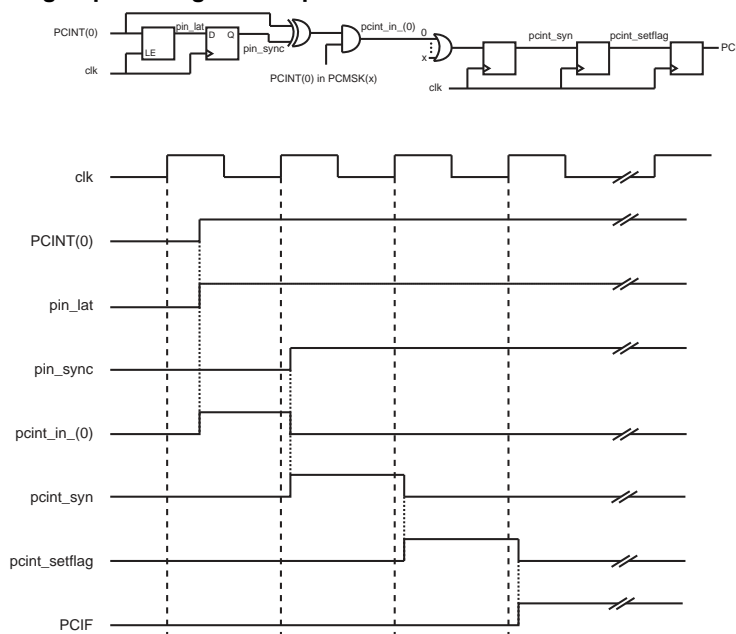 pin_lat
pcint_in_(0)
0
pcint_syn
pcint_setflag
PCINT(0)
D
Q
LE
pin_sync
PC
x
clk
PCINT(0) in PCMSK(x)
clk
clk
PCINT(0)
pin_lat
pin_sync
pcint_in_(0)
pcint_syn
pcint_setflag
PCIF